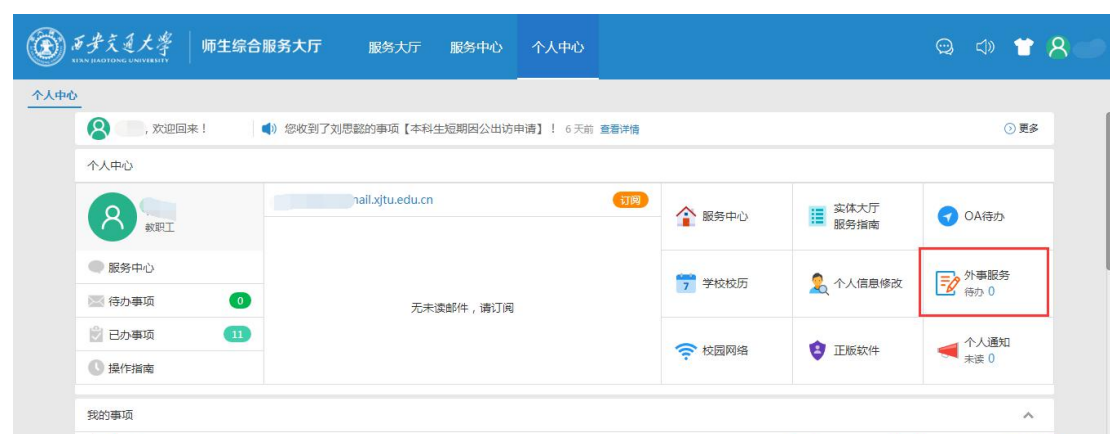 西安交通大学 师生综合服务大厅 服务大厅 服务中心 个人中心
XI'AN JIAOTONG UNIVERSITY
个人中心
，欢迎回来！ 您收到了刘思懿的事项【本科生短期因公出访申请】！ 6天前 查看详情 更多
个人中心
教职工
服务中心
待办事项 0
已办事项 11
操作指南
mail.xjtu.edu.cn 订阅
无未读邮件，请订阅
服务中心
实体大厅
服务指南
OA待办
7 学校校历
个人信息修改
外事服务
待办 0
校园网络
正版软件
个人通知
未读 0
我的事项